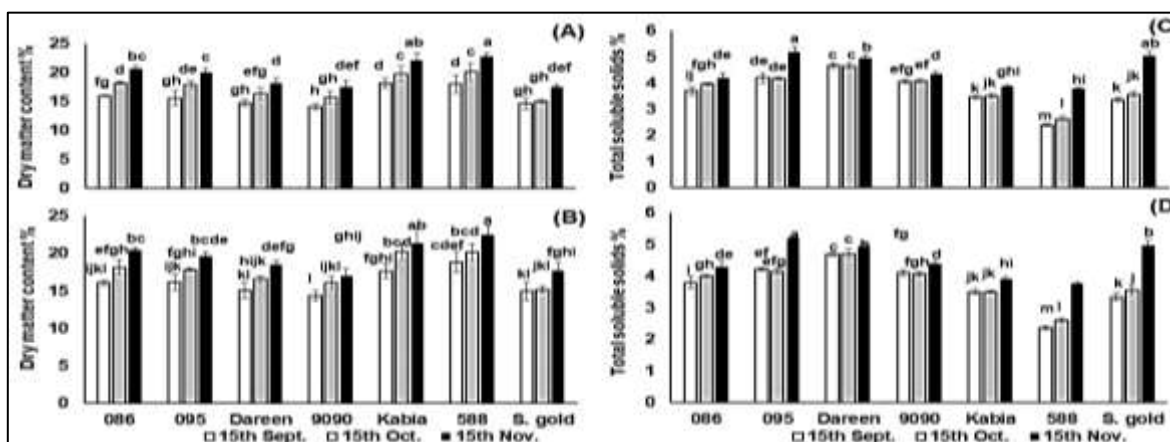 (A)
Dry matter content %
25
20
15
10
5
0
fg d bc
gh de c
gh efg d
h gh def
d c ab
d c a
gh gh def
(C)
Total soluble solids %
6
5
4
3
2
1
0
ij fgh de
de de a
c c b
efg ef d
k jk ghi
m l hi
k jk ab
(B)
Dry matter content %
25
20
15
10
5
0
ijkl efgh bc
ijk fghi bcde
kl hijk defg
l ijkl ghij
fghi bcd ab
cdef bcd a
kl jkl fghi
086 095 Dareen 9090 Kabia 588 S. gold
15th Sept. 15th Oct. 15th Nov.
(D)
Total soluble solids %
6
5
4
3
2
1
0
i gh de
ef efg
c c b
fg fgh d
jk jk hi
m l
k j b
086 095 Dareen 9090 Kabia 588 S. gold
15th Sept. 15th Oct. 15th Nov.